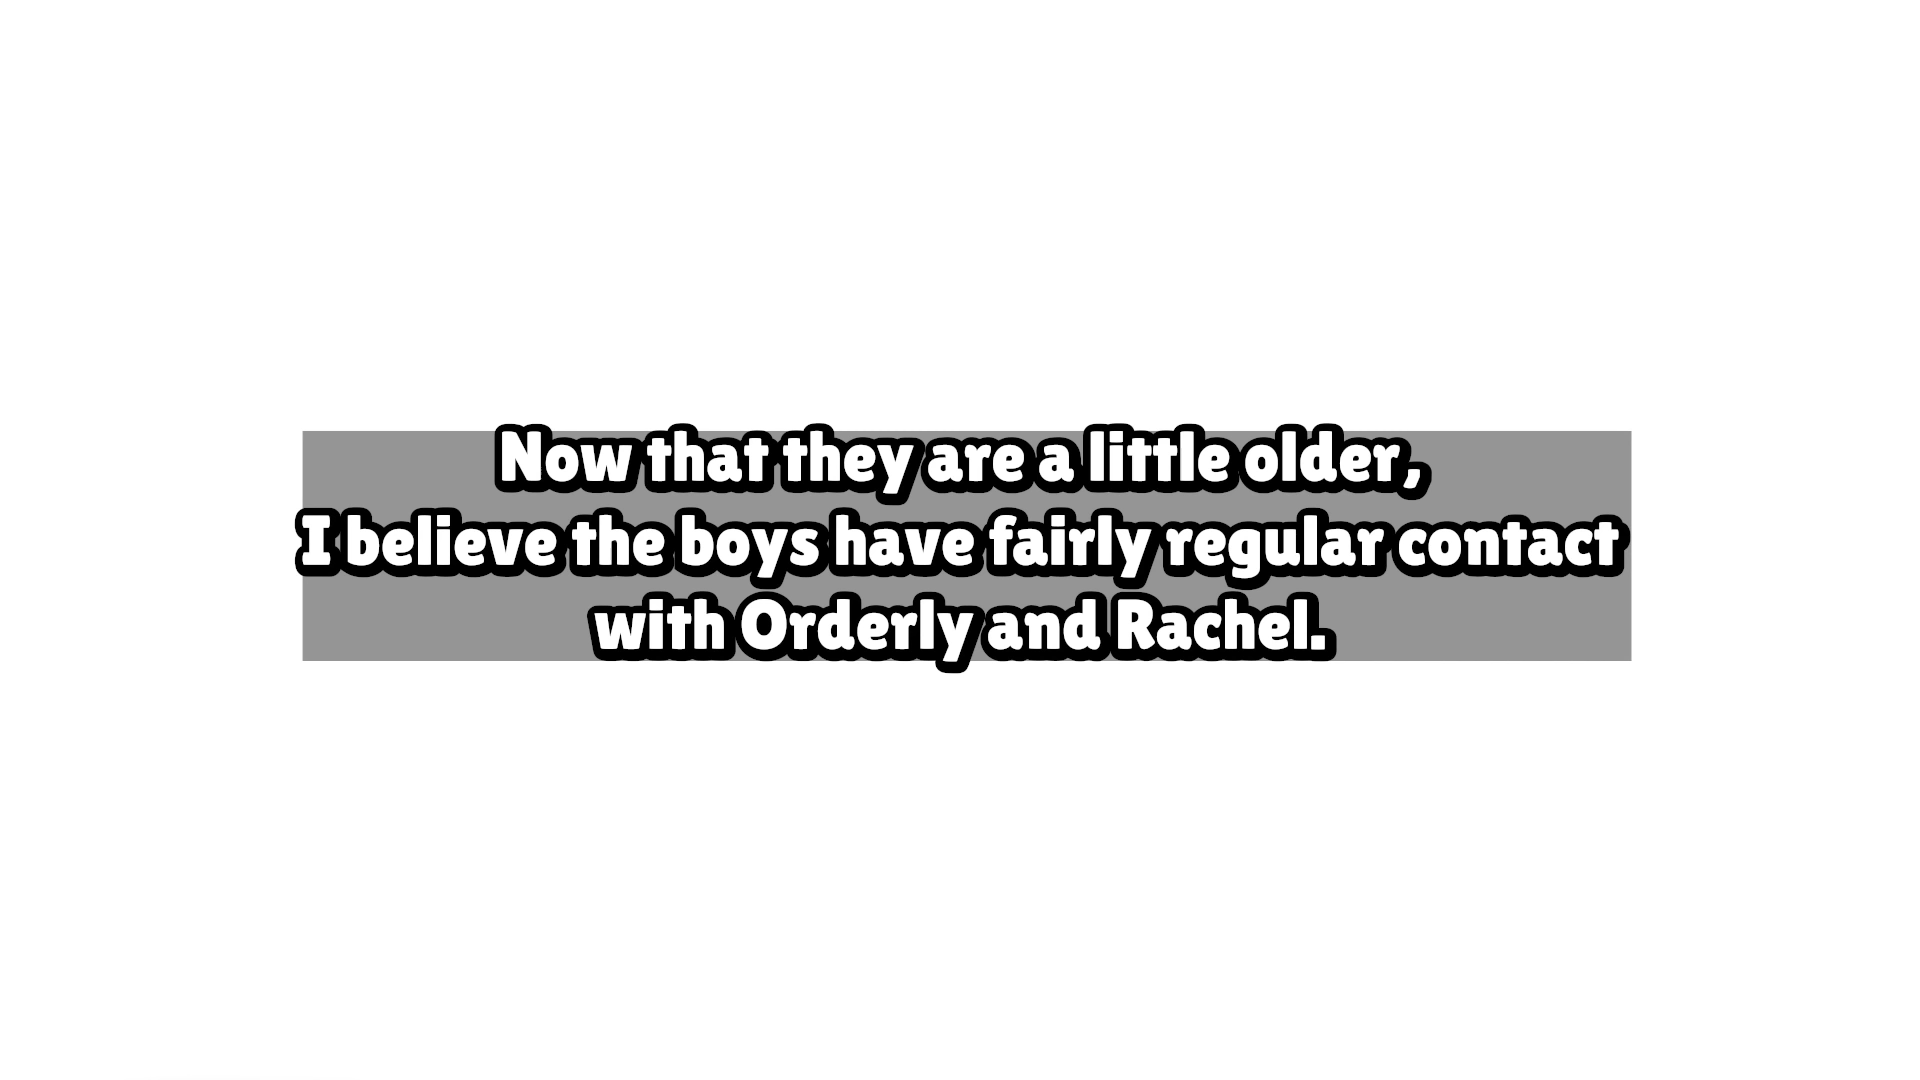 Now that they are a little older,
I believe the boys have fairly regular contact
with Orderly and Rachel.